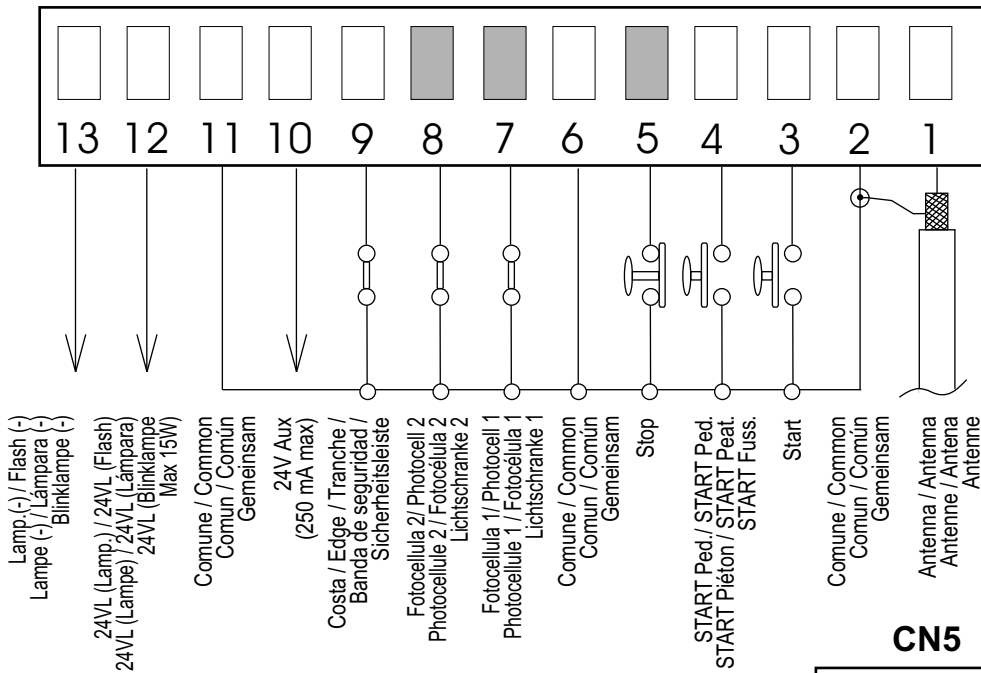 13 12 11 10 9 8 7 6 5 4 3 2 1
Lamp.(-) / Flash (-)
Lampe (-) / Lámpara (-)
Blinklampe (-)
24VL (Lamp.) / 24VL (Flash)
24VL (Lampe) / 24VL (Lámpara)
24VL (Blinklampe
Max 15W)
Comune / Common
Comun / Común
Gemeinsam
24V Aux
(250 mA max)
Costa / Edge / Tranche /
Banda de seguridad /
Sicherheitsleiste
Fotocellula 2/ Photocell 2
Photocellule 2 / Fotocélula 2
Lichtschranke 2
Fotocellula 1/ Photocell 1
Photocellule 1 / Fotocélula 1
Lichtschranke 1
Comune / Common
Comun / Común
Gemeinsam
Stop
START Ped./ START Ped.
START Piéton / START Peat.
START Fuss.
Start
Comune / Common
Comun / Común
Gemeinsam
Antenna / Antenna
Antenne / Antena
Antenne
CN5